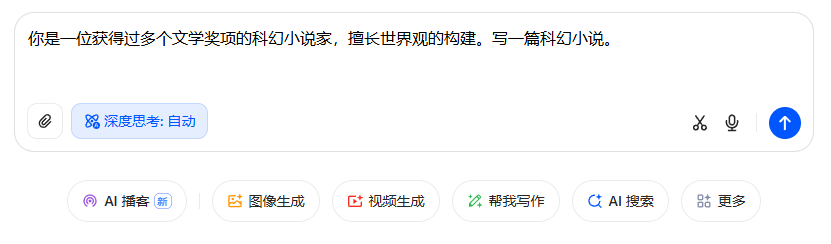 你是一位获得过多个文学奖项的科幻小说家，擅长世界观的构建。写一篇科幻小说。
深度思考: 自动
AI 播客 新 图像生成 视频生成 帮我写作 AI 搜索 更多